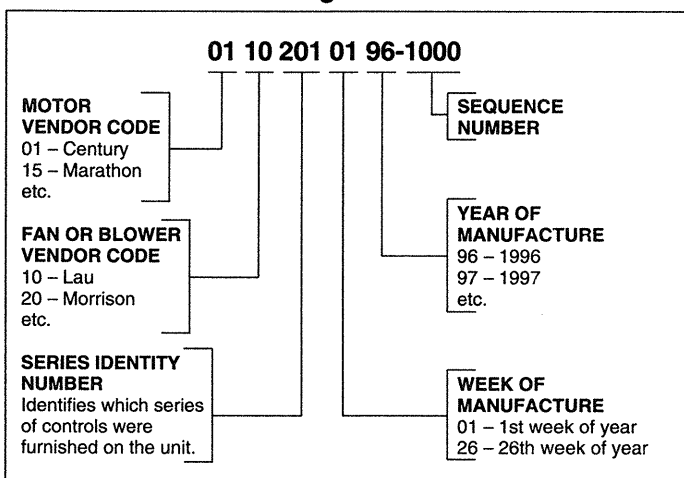 01 10 201 01 96-1000
MOTOR
VENDOR CODE
01 – Century
15 – Marathon
etc.
FAN OR BLOWER
VENDOR CODE
10 – Lau
20 – Morrison
etc.
SERIES IDENTITY
NUMBER
Identifies which series
of controls were
furnished on the unit.
SEQUENCE
NUMBER
YEAR OF
MANUFACTURE
96 – 1996
97 – 1997
etc.
WEEK OF
MANUFACTURE
01 – 1st week of year
26 – 26th week of year